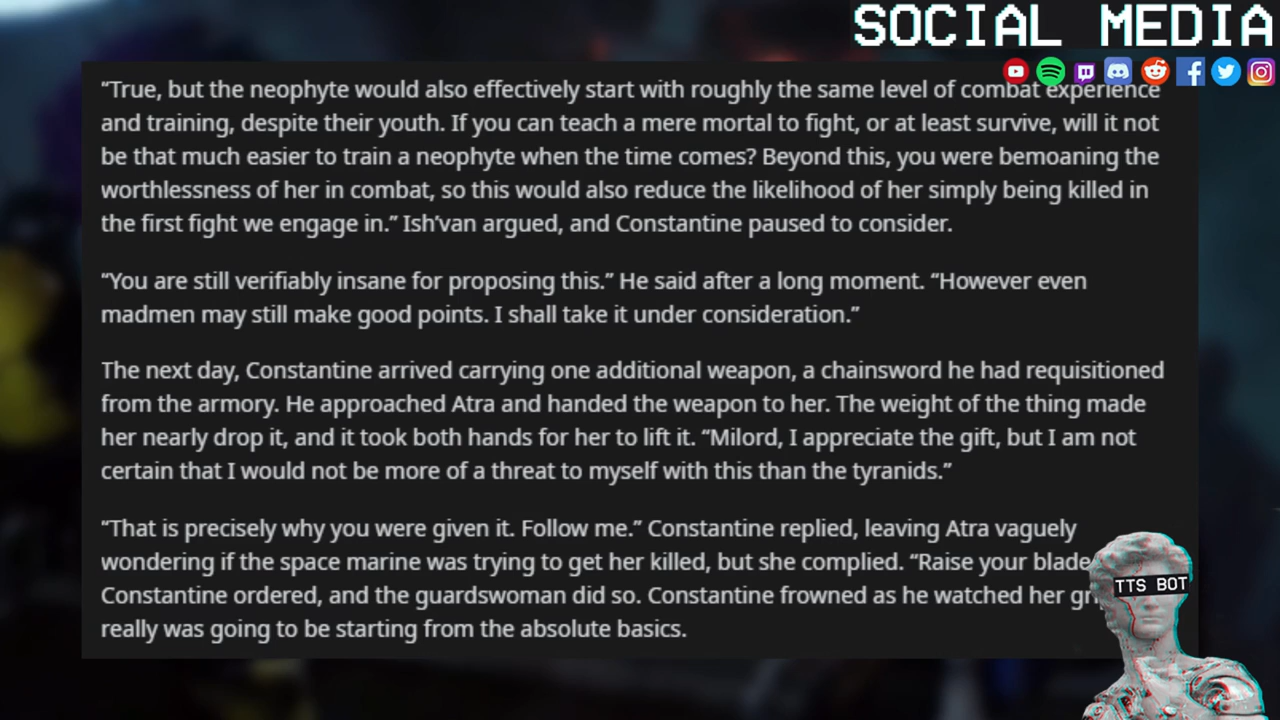 SOCIAL MEDIA
“True, but the neophyte would also effectively start with roughly the same level of combat experience
and training, despite their youth. If you can teach a mere mortal to fight, or at least survive, will it not
be that much easier to train a neophyte when the time comes? Beyond this, you were bemoaning the
worthlessness of her in combat, so this would also reduce the likelihood of her simply being killed in
the first fight we engage in.” Ish’van argued, and Constantine paused to consider.
“You are still verifiably insane for proposing this.” He said after a long moment. “However even
madmen may still make good points. I shall take it under consideration.”
The next day, Constantine arrived carrying one additional weapon, a chainsword he had requisitioned
from the armory. He approached Atra and handed the weapon to her. The weight of the thing made
her nearly drop it, and it took both hands for her to lift it. “Milord, I appreciate the gift, but I am not
certain that I would not be more of a threat to myself with this than the tyranids.”
“That is precisely why you were given it. Follow me.” Constantine replied, leaving Atra vaguely
wondering if the space marine was trying to get her killed, but she complied. “Raise your blade
Constantine ordered, and the guardswoman did so. Constantine frowned as he watched her
really was going to be starting from the absolute basics.
TTS BOT